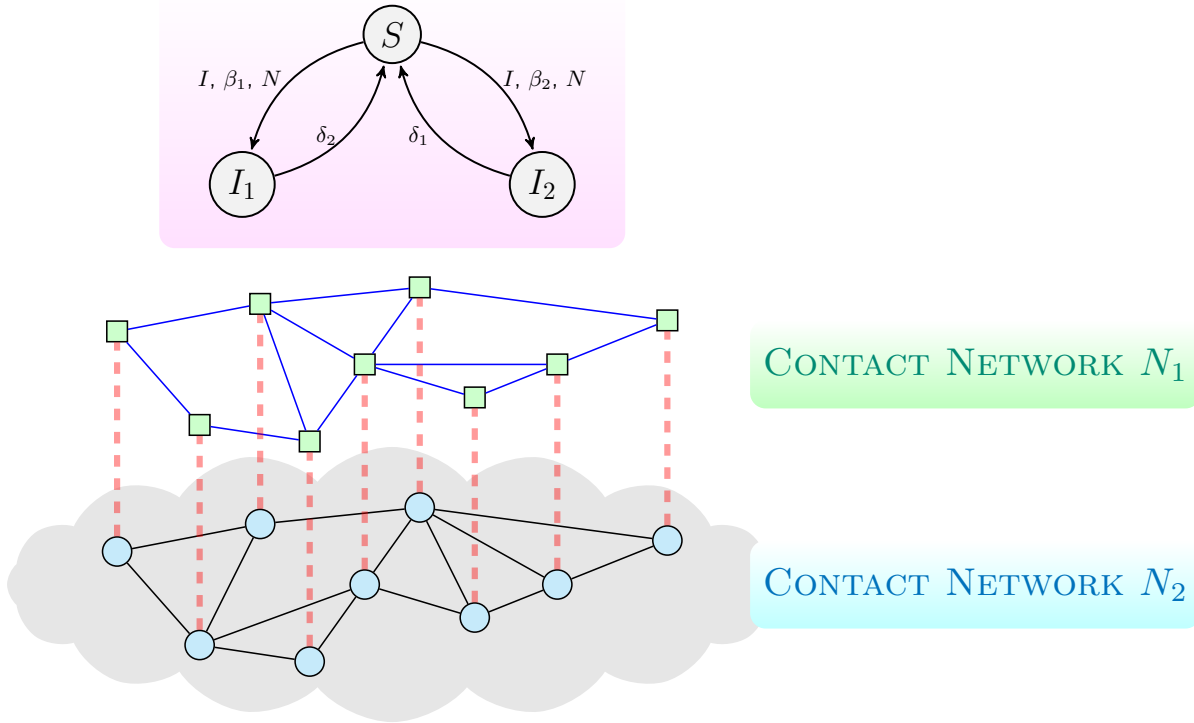 S
I, β₁, N
I, β₂, N
δ₂
δ₁
I₁
I₂
CONTACT NETWORK N₁
CONTACT NETWORK N₂